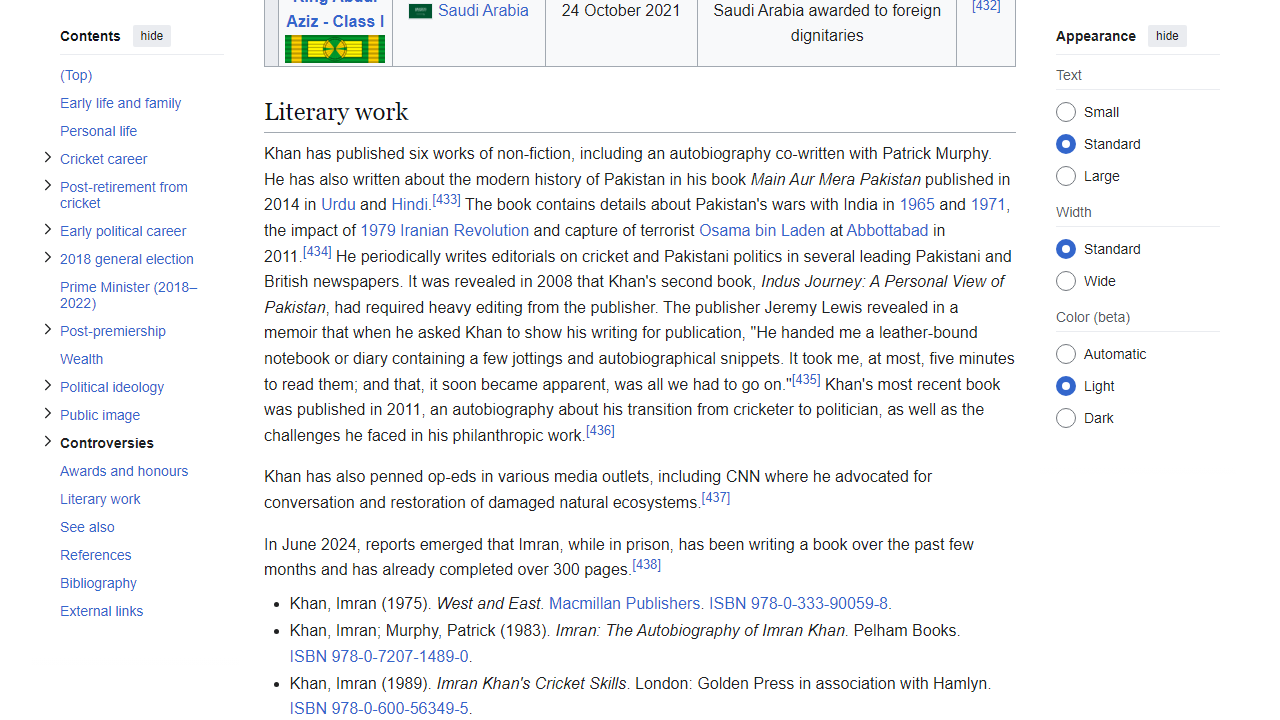 Contents hide
(Top)
Early life and family
Personal life
Cricket career
Post-retirement from
cricket
Early political career
2018 general election
Prime Minister (2018–
2022)
Post-premiership
Wealth
Political ideology
Public image
Controversies
Awards and honours
Literary work
See also
References
Bibliography
External links
Aziz - Class I
Saudi Arabia
24 October 2021
Saudi Arabia awarded to foreign
dignitaries
[432]
Literary work
Khan has published six works of non-fiction, including an autobiography co-written with Patrick Murphy.
He has also written about the modern history of Pakistan in his book Main Aur Mera Pakistan published in
2014 in Urdu and Hindi.[433] The book contains details about Pakistan's wars with India in 1965 and 1971,
the impact of 1979 Iranian Revolution and capture of terrorist Osama bin Laden at Abbottabad in
2011.[434] He periodically writes editorials on cricket and Pakistani politics in several leading Pakistani and
British newspapers. It was revealed in 2008 that Khan's second book, Indus Journey: A Personal View of
Pakistan, had required heavy editing from the publisher. The publisher Jeremy Lewis revealed in a
memoir that when he asked Khan to show his writing for publication, "He handed me a leather-bound
notebook or diary containing a few jottings and autobiographical snippets. It took me, at most, five minutes
to read them; and that, it soon became apparent, was all we had to go on."[435] Khan's most recent book
was published in 2011, an autobiography about his transition from cricketer to politician, as well as the
challenges he faced in his philanthropic work.[436]
Khan has also penned op-eds in various media outlets, including CNN where he advocated for
conversation and restoration of damaged natural ecosystems.[437]
In June 2024, reports emerged that Imran, while in prison, has been writing a book over the past few
months and has already completed over 300 pages.[438]
• Khan, Imran (1975). West and East. Macmillan Publishers. ISBN 978-0-333-90059-8.
• Khan, Imran; Murphy, Patrick (1983). Imran: The Autobiography of Imran Khan. Pelham Books.
ISBN 978-0-7207-1489-0.
• Khan, Imran (1989). Imran Khan's Cricket Skills. London: Golden Press in association with Hamlyn.
ISBN 978-0-600-56349-5.
Appearance hide
Text
Small
Standard
Large
Width
Standard
Wide
Color (beta)
Automatic
Light
Dark